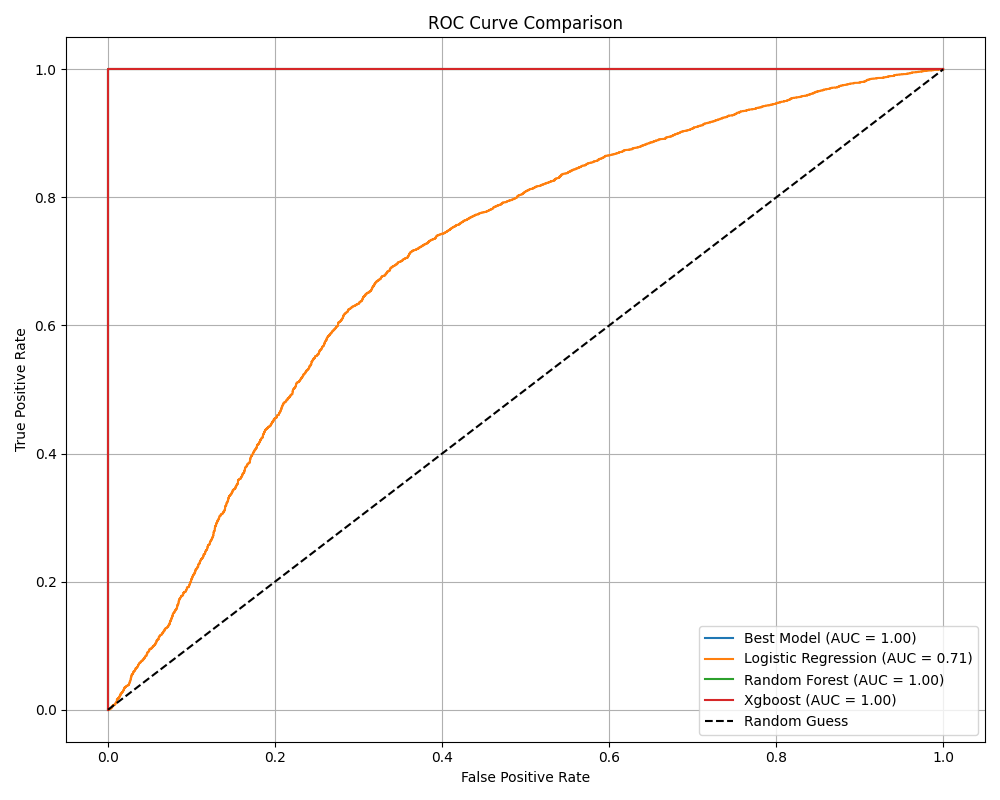 ROC Curve Comparison
True Positive Rate
1.0
0.8
0.6
0.4
0.2
0.0
Best Model (AUC = 1.00)
Logistic Regression (AUC = 0.71)
Random Forest (AUC = 1.00)
Xgboost (AUC = 1.00)
Random Guess
0.0 0.2 0.4 0.6 0.8 1.0
False Positive Rate